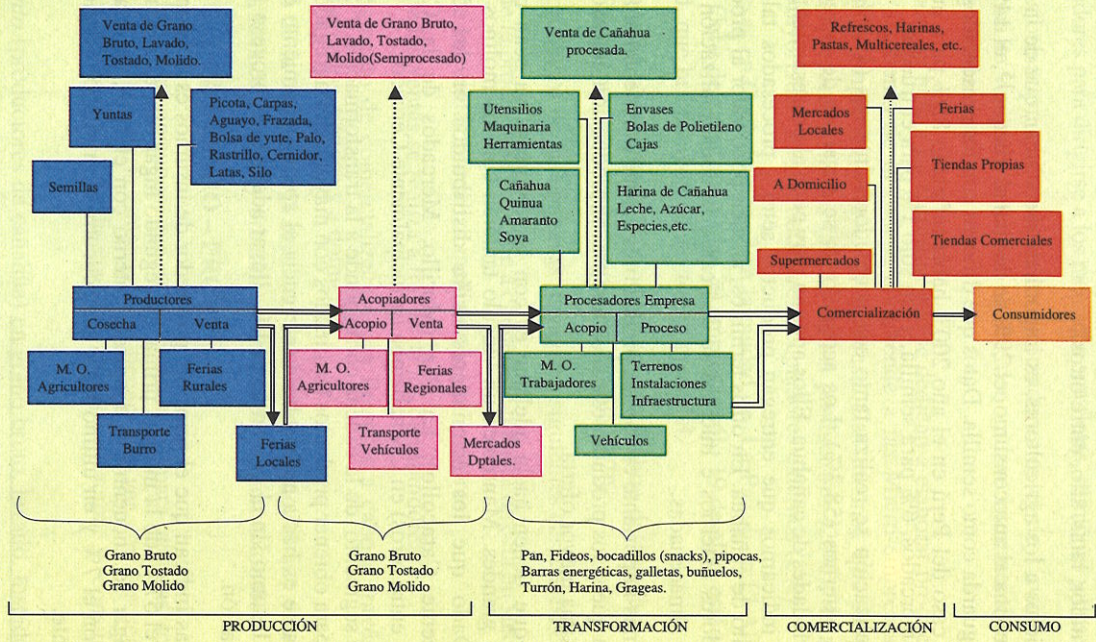 Venta de Grano
Bruto, Lavado,
Tostado, Molido.
Venta de Grano Bruto,
Lavado, Tostado,
Molido(Semiprocesado)
Venta de Cañahua
procesada.
Refrescos, Harinas,
Pastas, Multicereales, etc.
Yuntas
Picota, Carpas,
Aguayo, Frazada,
Bolsa de yute, Palo,
Rastrillo, Cernidor,
Latas, Silo
Semillas
Utensilios
Maquinaria
Herramientas
Envases
Bolas de Polietileno
Cajas
Cañahua
Quinua
Amaranto
Soya
Harina de Cañahua
Leche, Azúcar,
Especies,etc.
Mercados
Locales
Ferias
A Domicilio
Tiendas Propias
Supermercados
Tiendas Comerciales
Productores
Cosecha
Venta
Acopiadores
Acopio
Venta
Procesadores Empresa
Acopio
Proceso
Comercialización
Consumidores
M. O.
Agricultores
Ferias
Rurales
M. O.
Agricultores
Ferias
Regionales
M. O.
Trabajadores
Terrenos
Instalaciones
Infraestructura
Transporte
Burro
Ferias
Locales
Transporte
Vehículos
Mercados
Dptales.
Vehículos
Grano Bruto
Grano Tostado
Grano Molido
Grano Bruto
Grano Tostado
Grano Molido
Pan, Fideos, bocadillos (snacks), pipocas,
Barras energéticas, galletas, buñuelos,
Turrón, Harina, Grageas.
PRODUCCIÓN
TRANSFORMACIÓN
COMERCIALIZACIÓN
CONSUMO